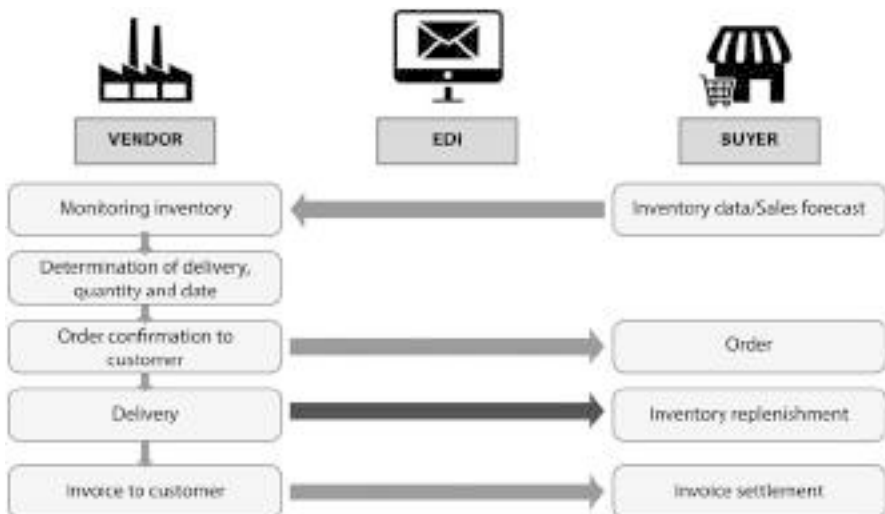 VENDOR
EDI
BUYER
Monitoring inventory
Inventory data/Sales forecast
Determination of delivery,
quantity and date
Order confirmation to
customer
Order
Delivery
Inventory replenishment
Invoice to customer
Invoice settlement